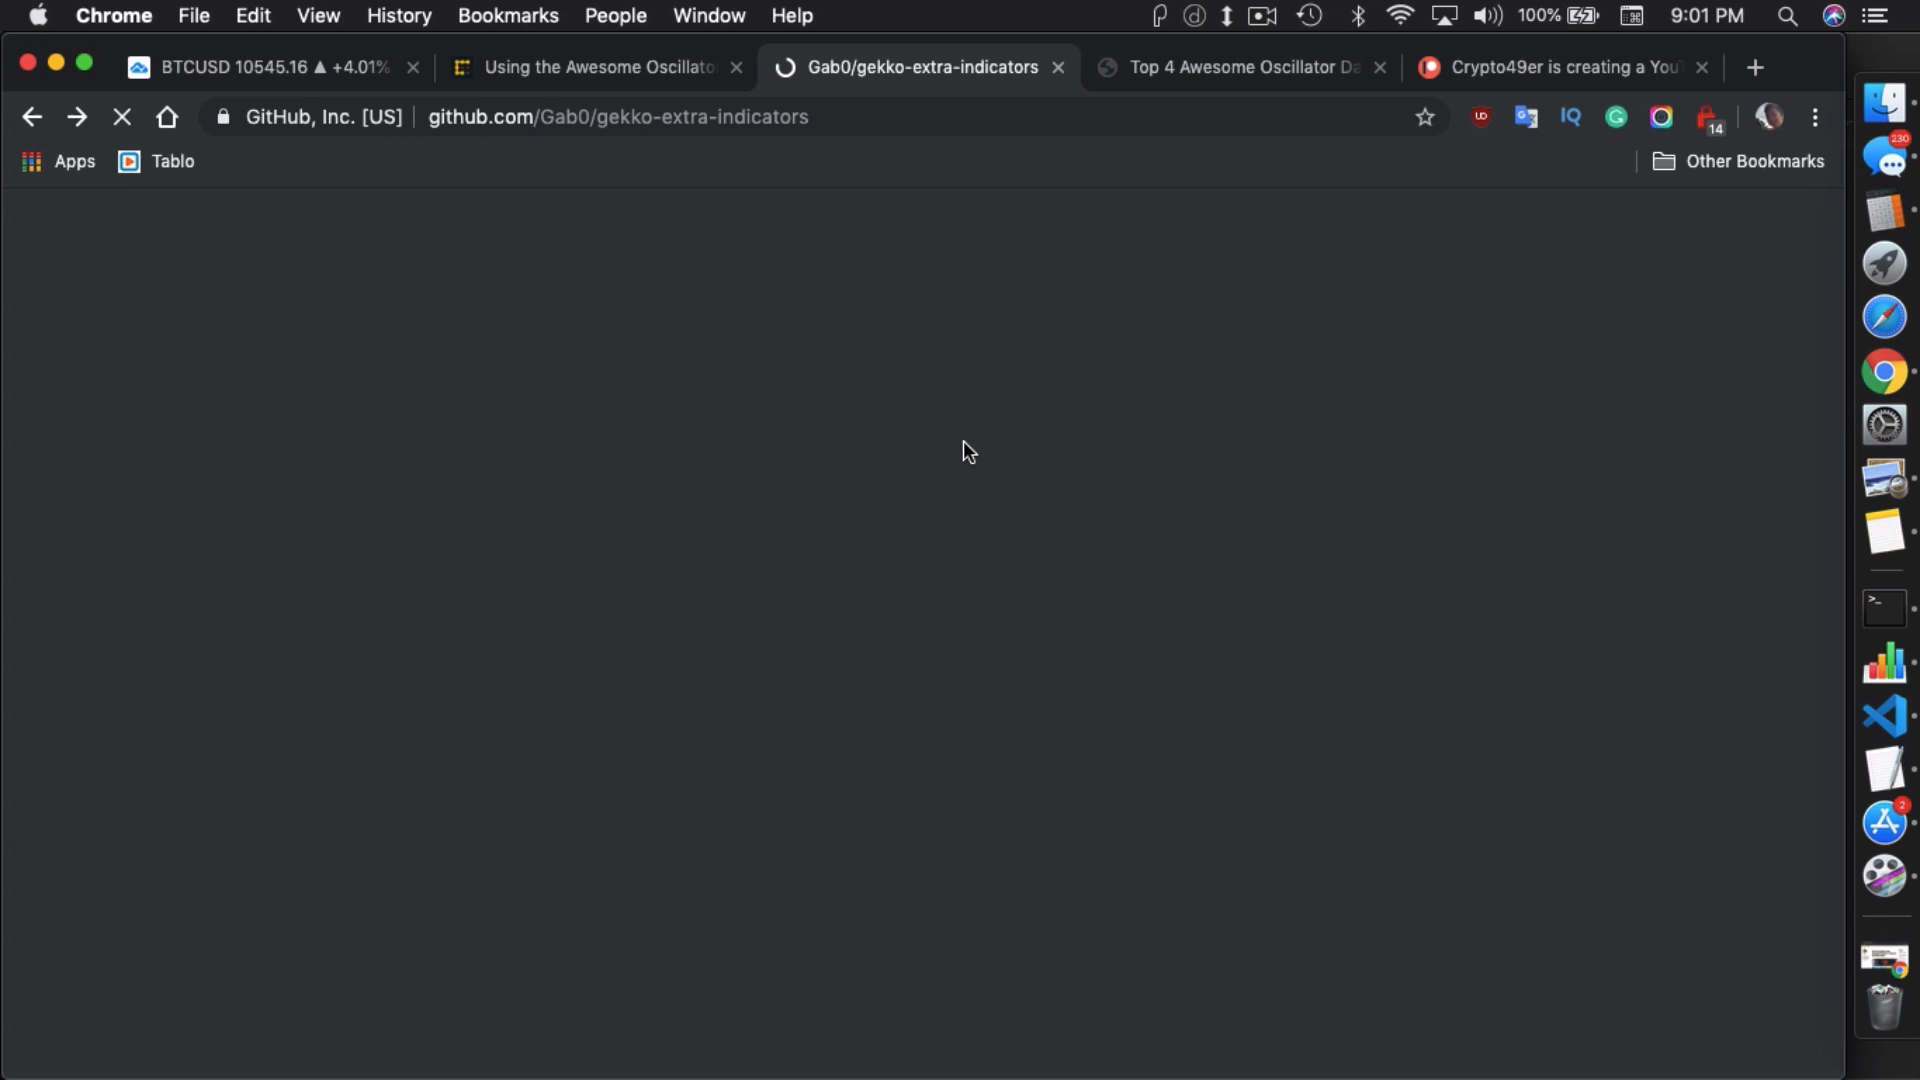 Chrome File Edit View History Bookmarks People Window Help 100% 9:01 PM
BTCUSD 10545.16 ▲ +4.01% Using the Awesome Oscillato Gab0/gekko-extra-indicators Top 4 Awesome Oscillator Da Crypto49er is creating a You
GitHub, Inc. [US] github.com/Gab0/gekko-extra-indicators IQ 14
Apps Tablo Other Bookmarks
230
2